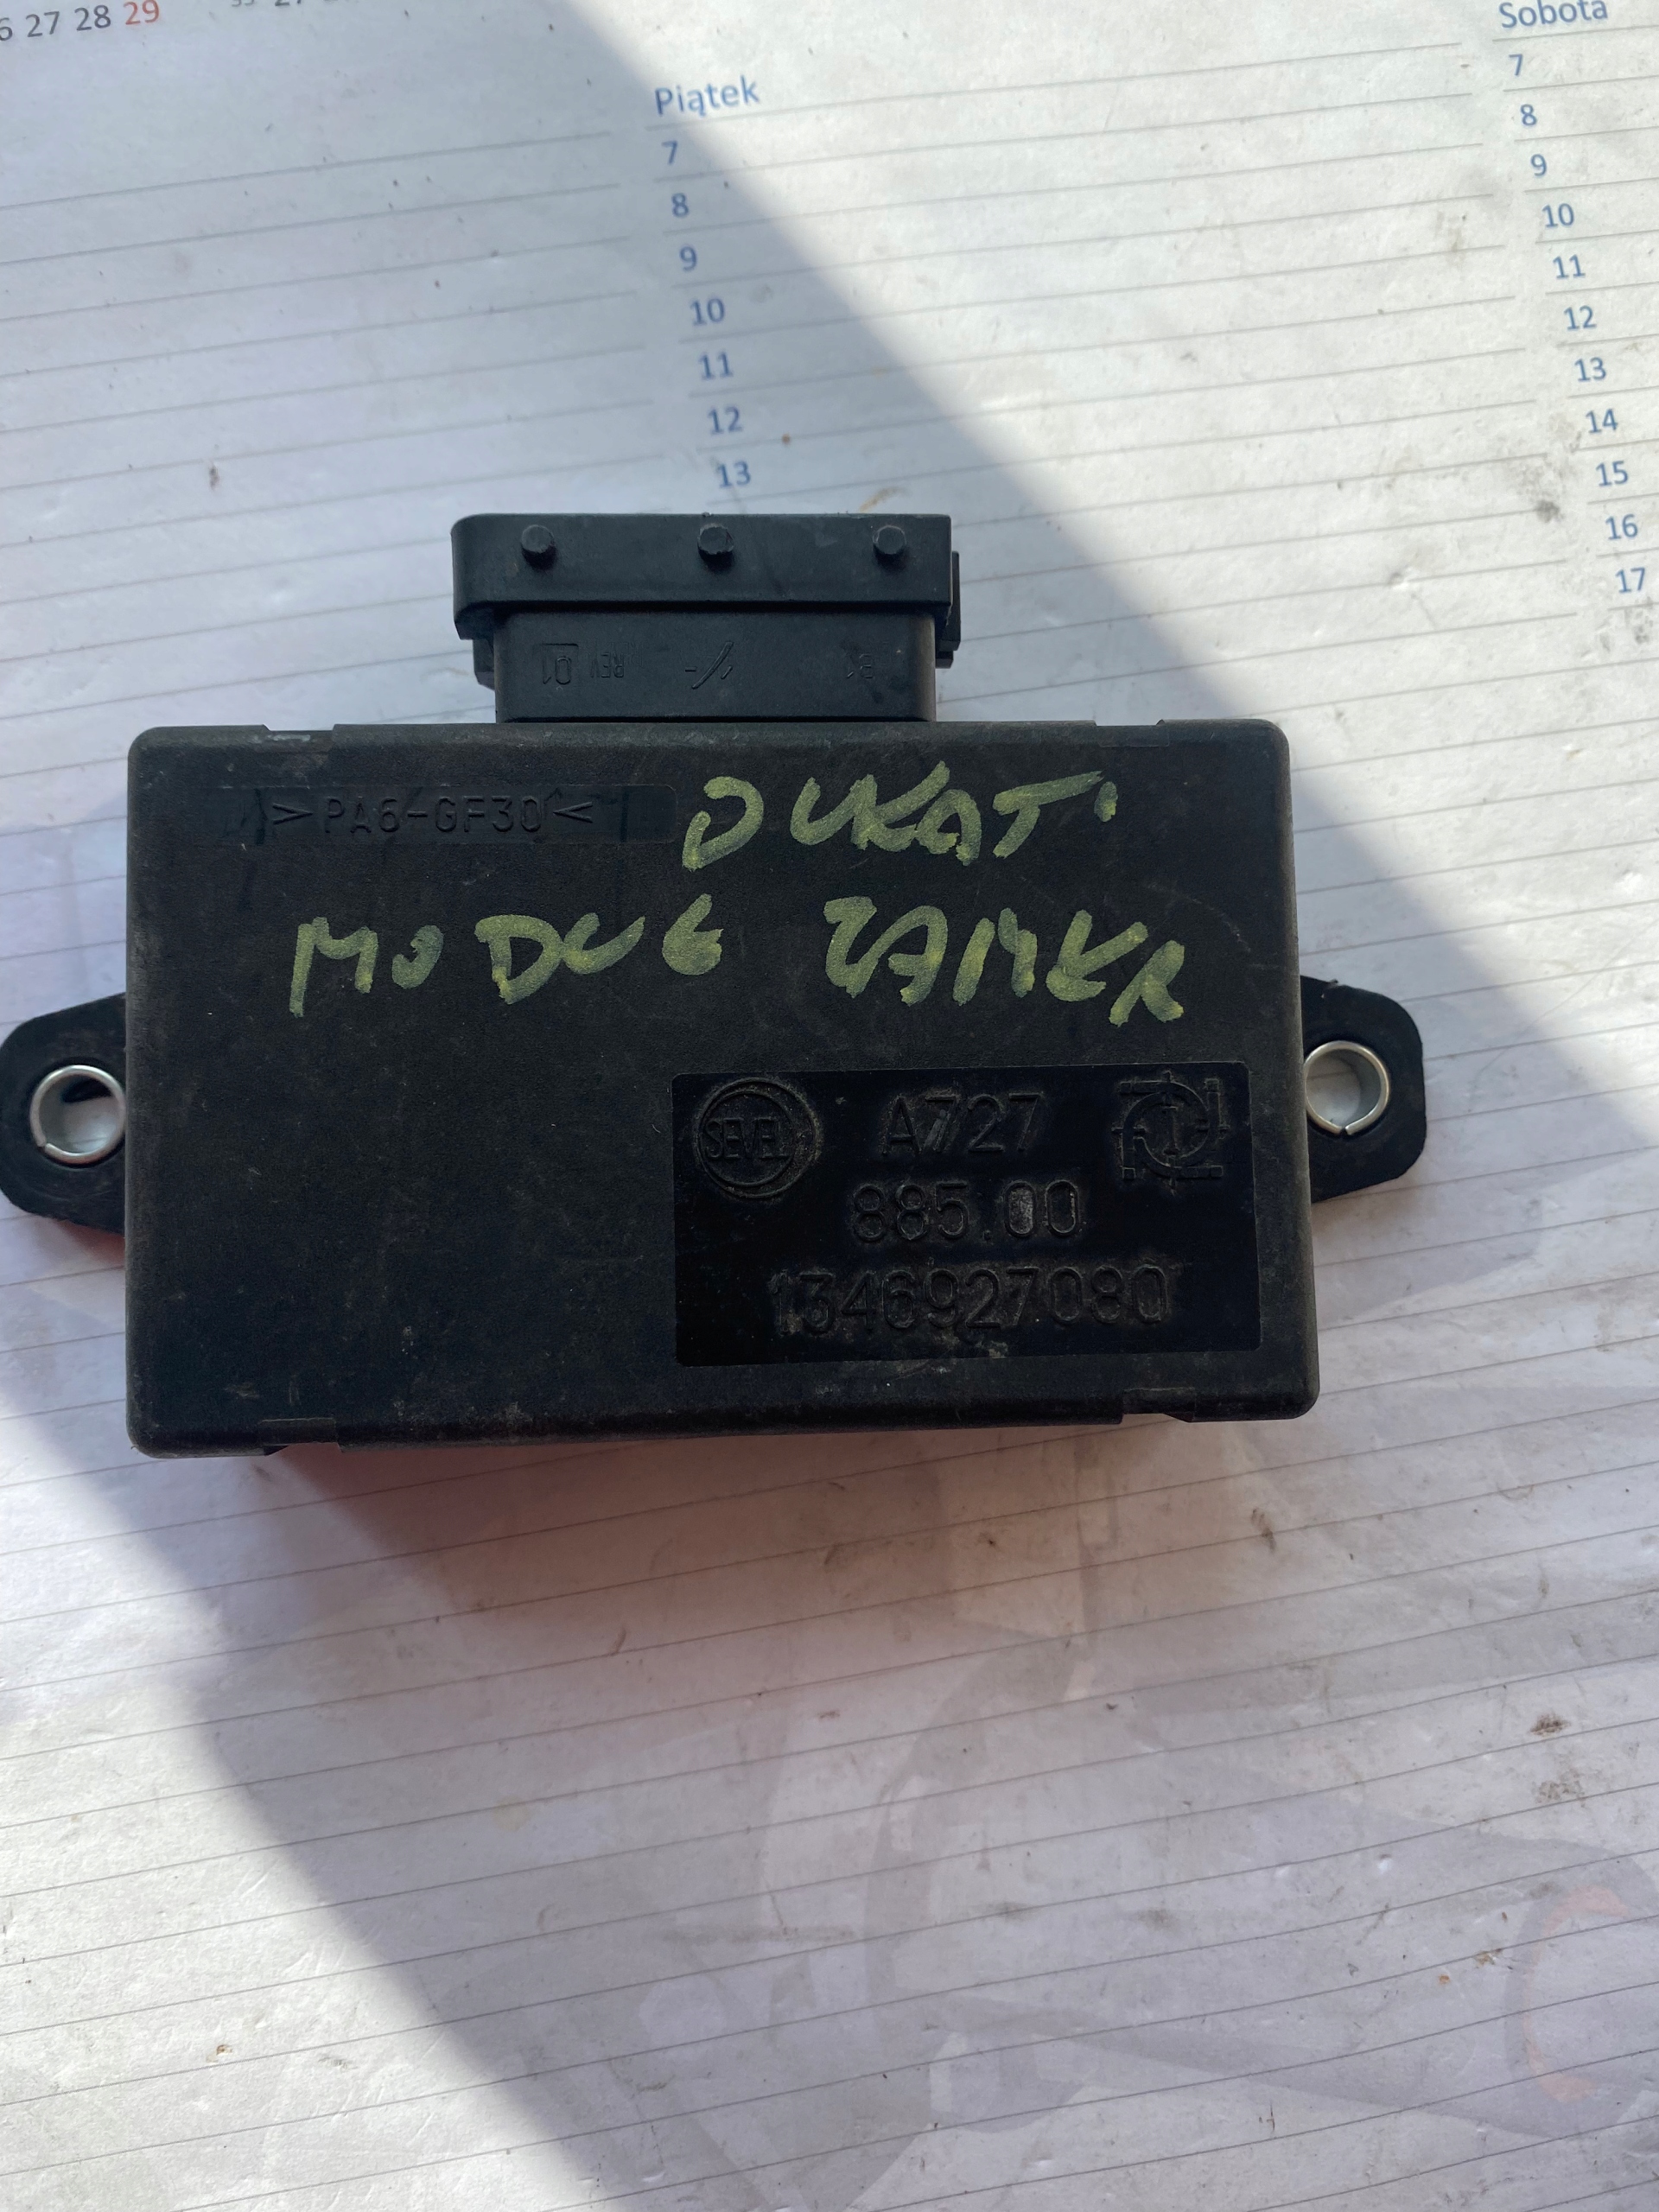 6 27 28 29
Sobota
Piątek
7
8
9
10
11
12
13
7
8
9
10
11
12
13
14
15
16
17
01 REV
>PA6-GF30<
DUKATI
MODUŁ ZAMKA
SEVEL A727
885.00
1346927080